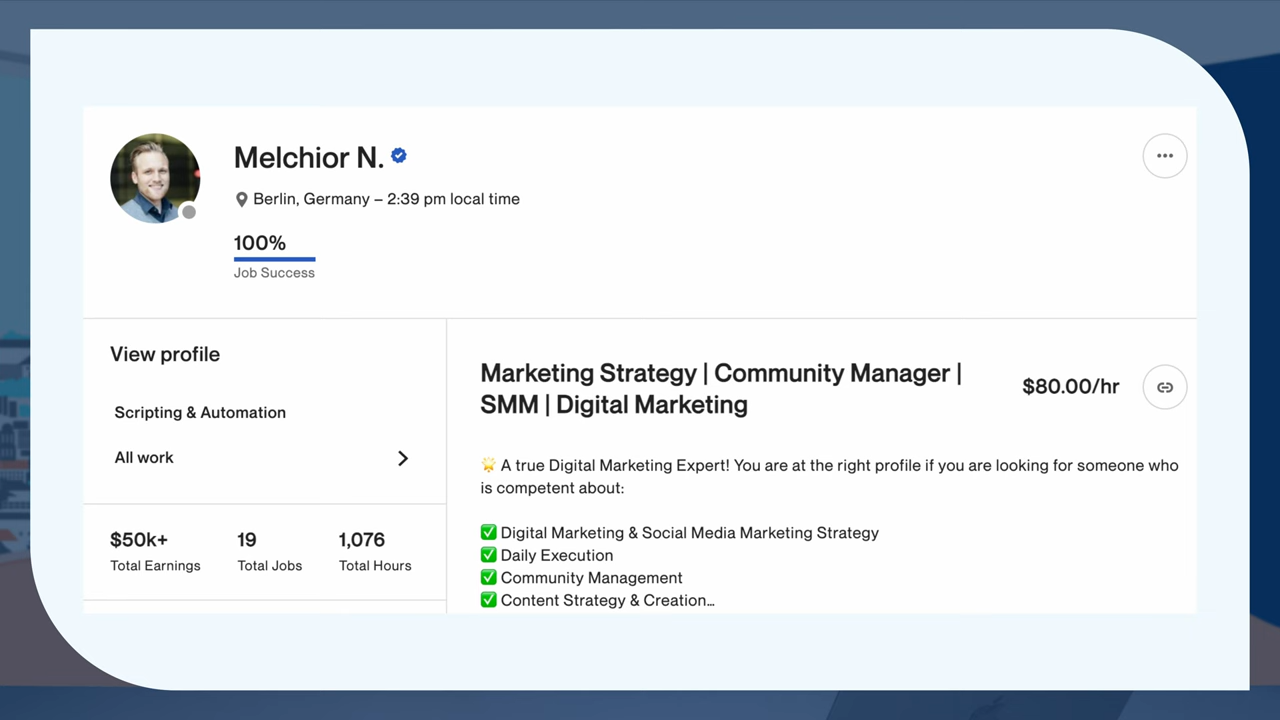 Melchior N.
Berlin, Germany – 2:39 pm local time
100%
Job Success
View profile
Scripting & Automation
All work
$50k+
Total Earnings
19
Total Jobs
1,076
Total Hours
Marketing Strategy | Community Manager |
SMM | Digital Marketing
$80.00/hr
🌟 A true Digital Marketing Expert! You are at the right profile if you are looking for someone who
is competent about:
✅ Digital Marketing & Social Media Marketing Strategy
✅ Daily Execution
✅ Community Management
✅ Content Strategy & Creation…